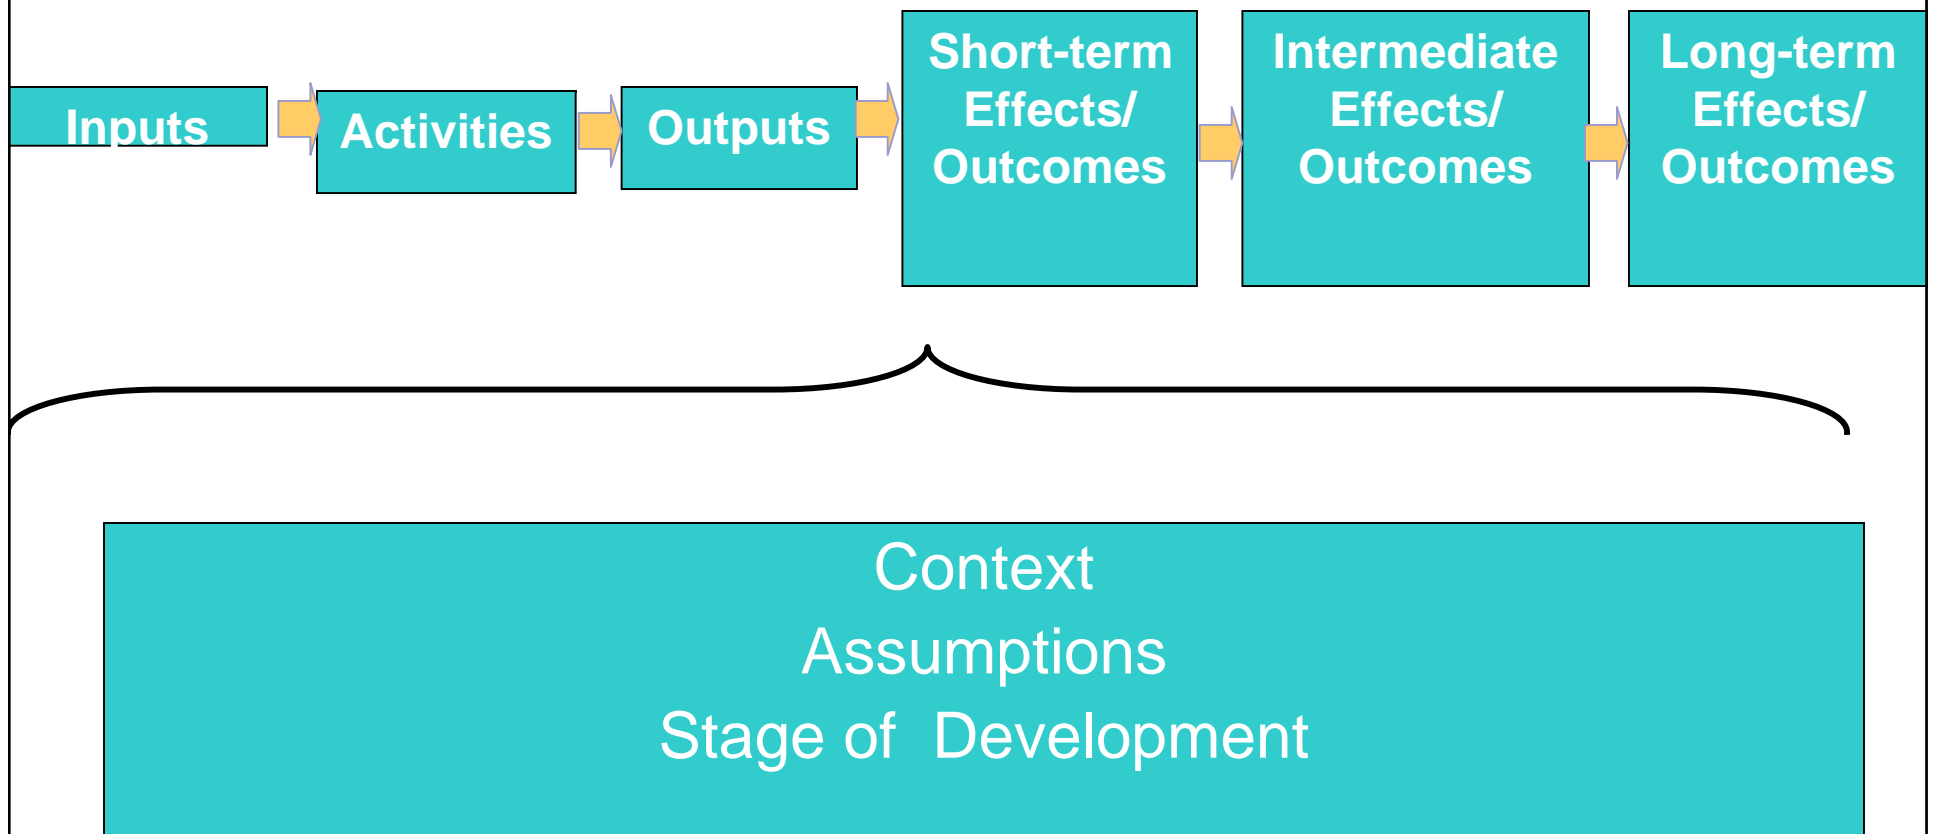 Inputs
Activities
Outputs
Short-term
Effects/
Outcomes
Intermediate
Effects/
Outcomes
Long-term
Effects/
Outcomes
Context
Assumptions
Stage of  Development